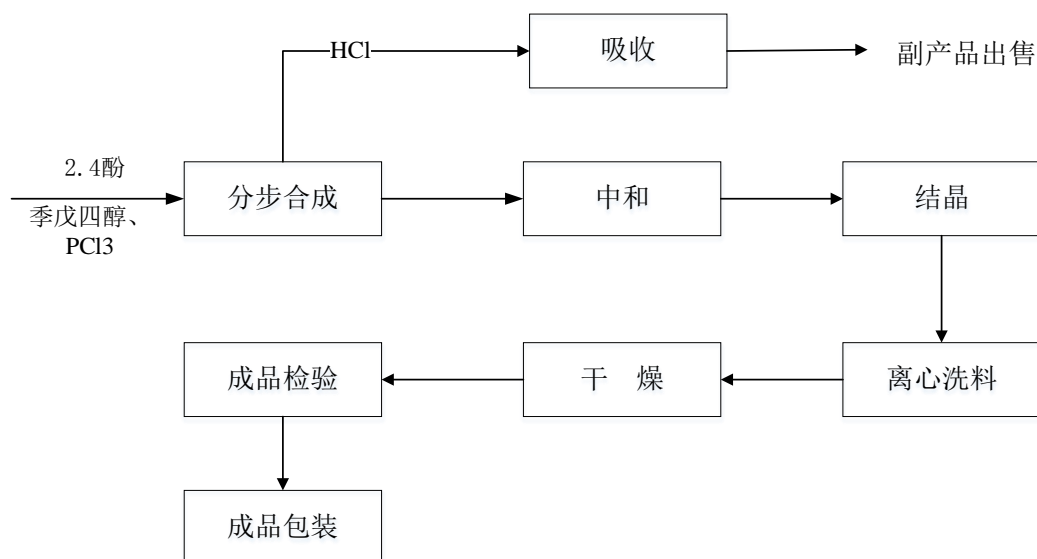 HCl
吸收
副产品出售
2.4酚
季戊四醇、
PCl3
分步合成
中和
结晶
成品检验
干 燥
离心洗料
成品包装